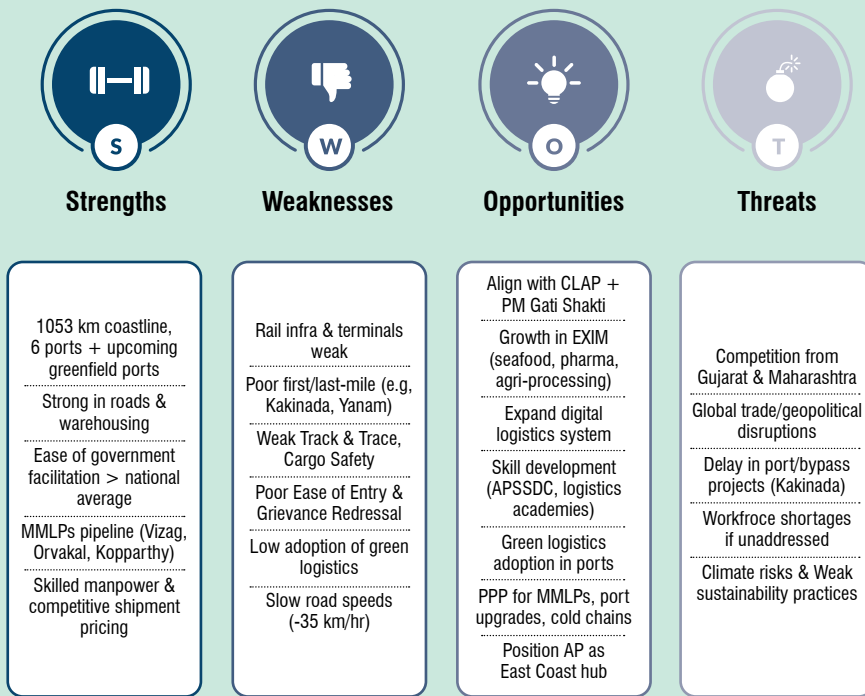 S
W
O
T
Strengths
Weaknesses
Opportunities
Threats
1053 km coastline,
6 ports + upcoming
greenfield ports
Strong in roads &
warehousing
Ease of government
facilitation > national
average
MMLPs pipeline (Vizag,
Orvakal, Kopparthy)
Skilled manpower &
competitive shipment
pricing
Rail infra & terminals
weak
Poor first/last-mile (e.g,
Kakinada, Yanam)
Weak Track & Trace,
Cargo Safety
Poor Ease of Entry &
Grievance Redressal
Low adoption of green
logistics
Slow road speeds
(-35 km/hr)
Align with CLAP +
PM Gati Shakti
Growth in EXIM
(seafood, pharma,
agri-processing)
Expand digital
logistics system
Skill development
(APSSDC, logistics
academies)
Green logistics
adoption in ports
PPP for MMLPs, port
upgrades, cold chains
Position AP as
East Coast hub
Competition from
Gujarat & Maharashtra
Global trade/geopolitical
disruptions
Delay in port/bypass
projects (Kakinada)
Workfroce shortages
if unaddressed
Climate risks & Weak
sustainability practices